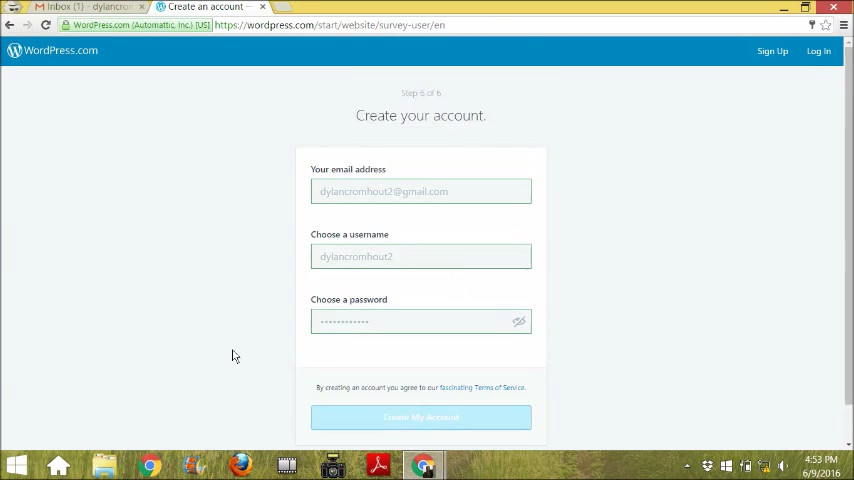 Inbox (1) - dylancrom
Create an account —
WordPress.com (Automattic, Inc.) [US]
https://wordpress.com/start/website/survey-user/en
WordPress.com
Sign Up
Log In
Step 6 of 6
Create your account.
Your email address
dylancromhout2@gmail.com
Choose a username
dylancromhout2
Choose a password
••••••••••••
By creating an account you agree to our fascinating Terms of Service.
Create My Account
4:53 PM
6/9/2016